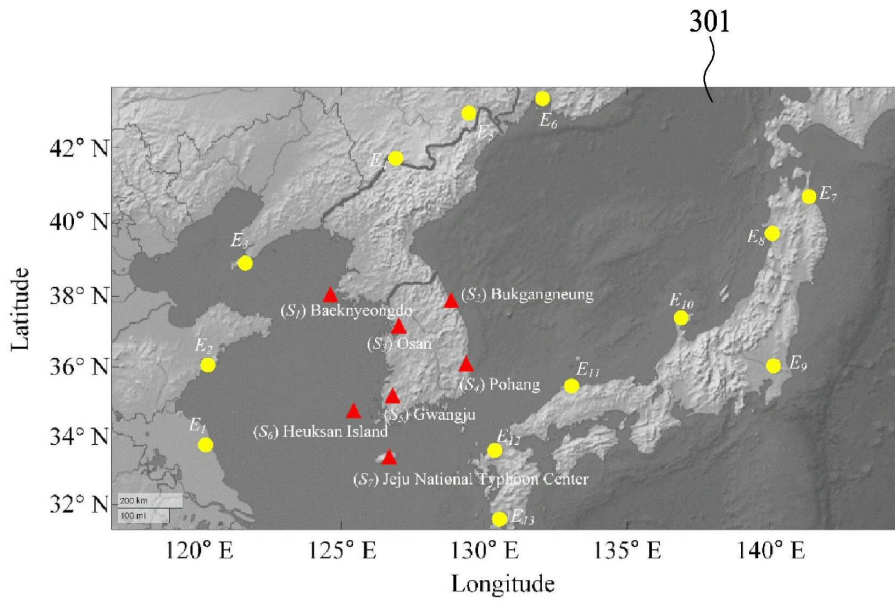 301
E6
E5
42° N
E4
E7
40° N
E8
E3
38° N
(S2) Bukgangneung
(S1) Baeknyeongdo
E10
(S3) Osan
Latitude
36° N
E2
E11
E9
(S4) Pohang
(S5) Gwangju
34° N
E1
(S6) Heuksan Island
E12
(S7) Jeju National Typhoon Center
32° N
200 km
100 mi
E13
120° E 125° E 130° E 135° E 140° E
Longitude